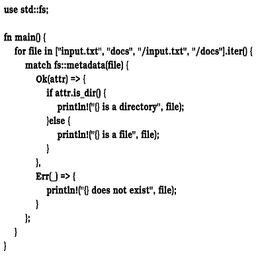 use std::fs;

fn main() {
    for file in ["input.txt", "docs", "/input.txt", "/docs"].iter() {
        match fs::metadata(file) {
            Ok(attr) => {
                if attr.is_dir() {
                    println!("{} is a directory", file);
                }else {
                    println!("{} is a file", file);
                }
            },
            Err(_) => {
                println!("{} does not exist", file);
            }
        };
    }
}